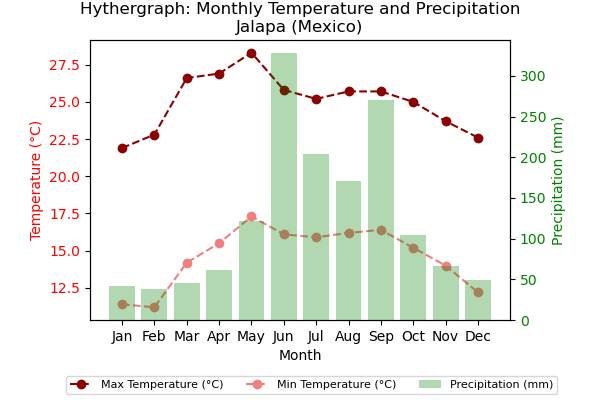 Hythergraph: Monthly Temperature and Precipitation
Jalapa (Mexico)
Temperature (°C)
27.5
25.0
22.5
20.0
17.5
15.0
12.5
300
250
200
150
100
50
0
Precipitation (mm)
Jan Feb Mar Apr May Jun Jul Aug Sep Oct Nov Dec
Month
Max Temperature (°C) Min Temperature (°C) Precipitation (mm)